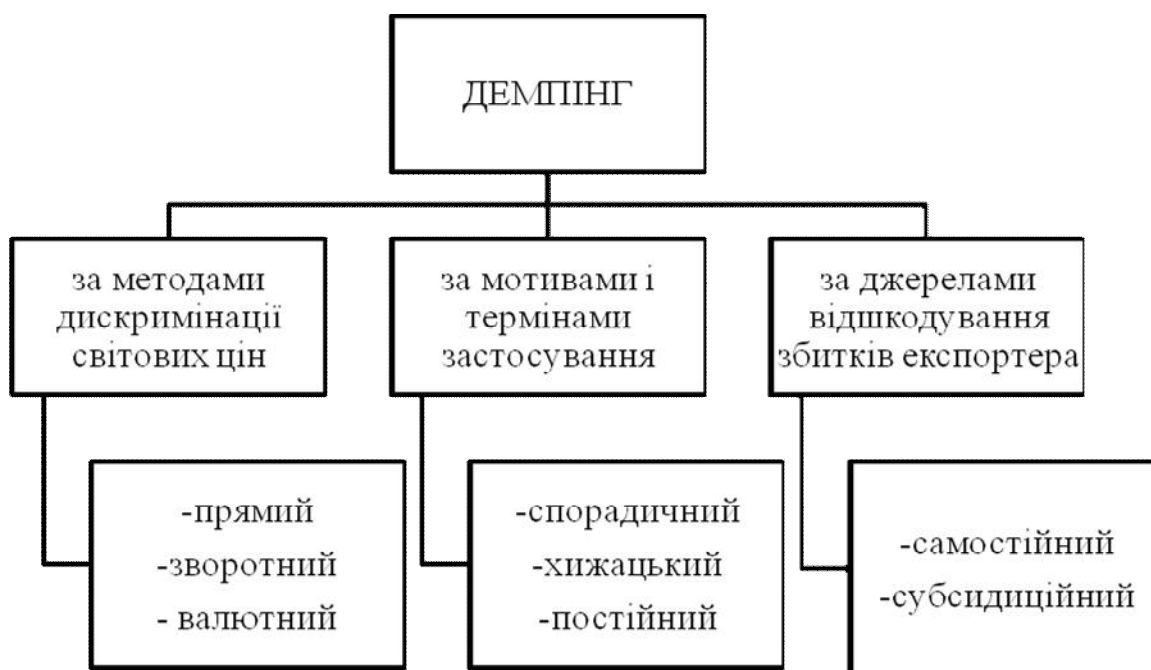 ДЕМПІНГ
за методами
дискримінації
світових цін
за мотивами і
термінами
застосування
за джерелами
відшкодування
збитків експортера
-прямий
-зворотний
- валютний
-спорадичний
-хижацький
-постійний
-самостійний
-субсидиційний